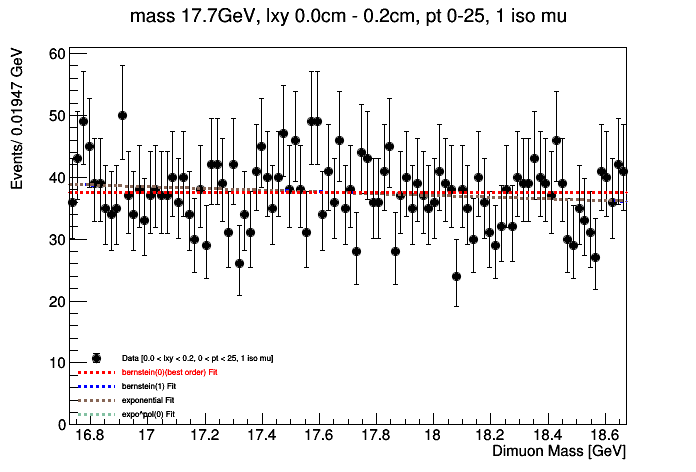 mass 17.7GeV, lxy 0.0cm - 0.2cm, pt 0-25, 1 iso mu
Events/ 0.01947 GeV
60
50
40
30
20
10
0
Data [0.0 < lxy < 0.2, 0 < pt < 25, 1 iso mu]
bernstein(0)(best order) Fit
bernstein(1) Fit
exponential Fit
expo*pol(0) Fit
16.8 17 17.2 17.4 17.6 17.8 18 18.2 18.4 18.6
Dimuon Mass [GeV]